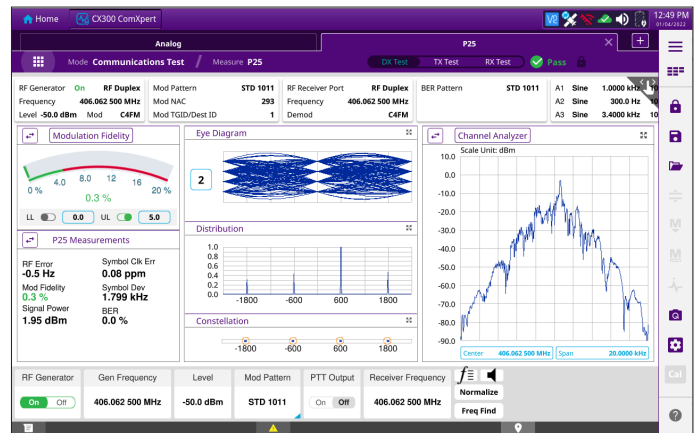 Home
CX300 ComXpert
12:49 PM
01/04/2022
Analog
P25
Mode Communications Test / Measure P25
DX Test
TX Test
RX Test
Pass
RF Generator On RF Duplex
Frequency 406.062 500 MHz
Level -50.0 dBm Mod C4FM
Mod Pattern STD 1011
Mod NAC 293
Mod TGID/Dest ID 1
RF Receiver Port RF Duplex
Frequency 406.062 500 MHz
Demod C4FM
BER Pattern STD 1011
A1 Sine 1.0000 kHz 10
A2 Sine 300.0 Hz 10
A3 Sine 3.4000 kHz 10
Modulation Fidelity
0 % 4.0 8.0 12 16 20 %
0.3 %
LL 0.0 UL 5.0
P25 Measurements
RF Error
-0.5 Hz
Symbol Clk Err
0.08 ppm
Mod Fidelity
0.3 %
Symbol Dev
1.799 kHz
Signal Power
1.95 dBm
BER
0.0 %
Eye Diagram
2
Distribution
1.0
0.8
0.6
0.4
0.2
0.0
-1800 -600 600 1800
Constellation
-1800 -600 600 1800
Channel Analyzer
Scale Unit: dBm
10.0
0.0
-10.0
-20.0
-30.0
-40.0
-50.0
-60.0
-70.0
-80.0
-90.0
Center 406.062 500 MHz
Span 20.0000 kHz
RF Generator
On Off
Gen Frequency
406.062 500 MHz
Level
-50.0 dBm
Mod Pattern
STD 1011
PTT Output
On Off
Receiver Frequency
406.062 500 MHz
Normalize
Freq Find
M
M
Cal